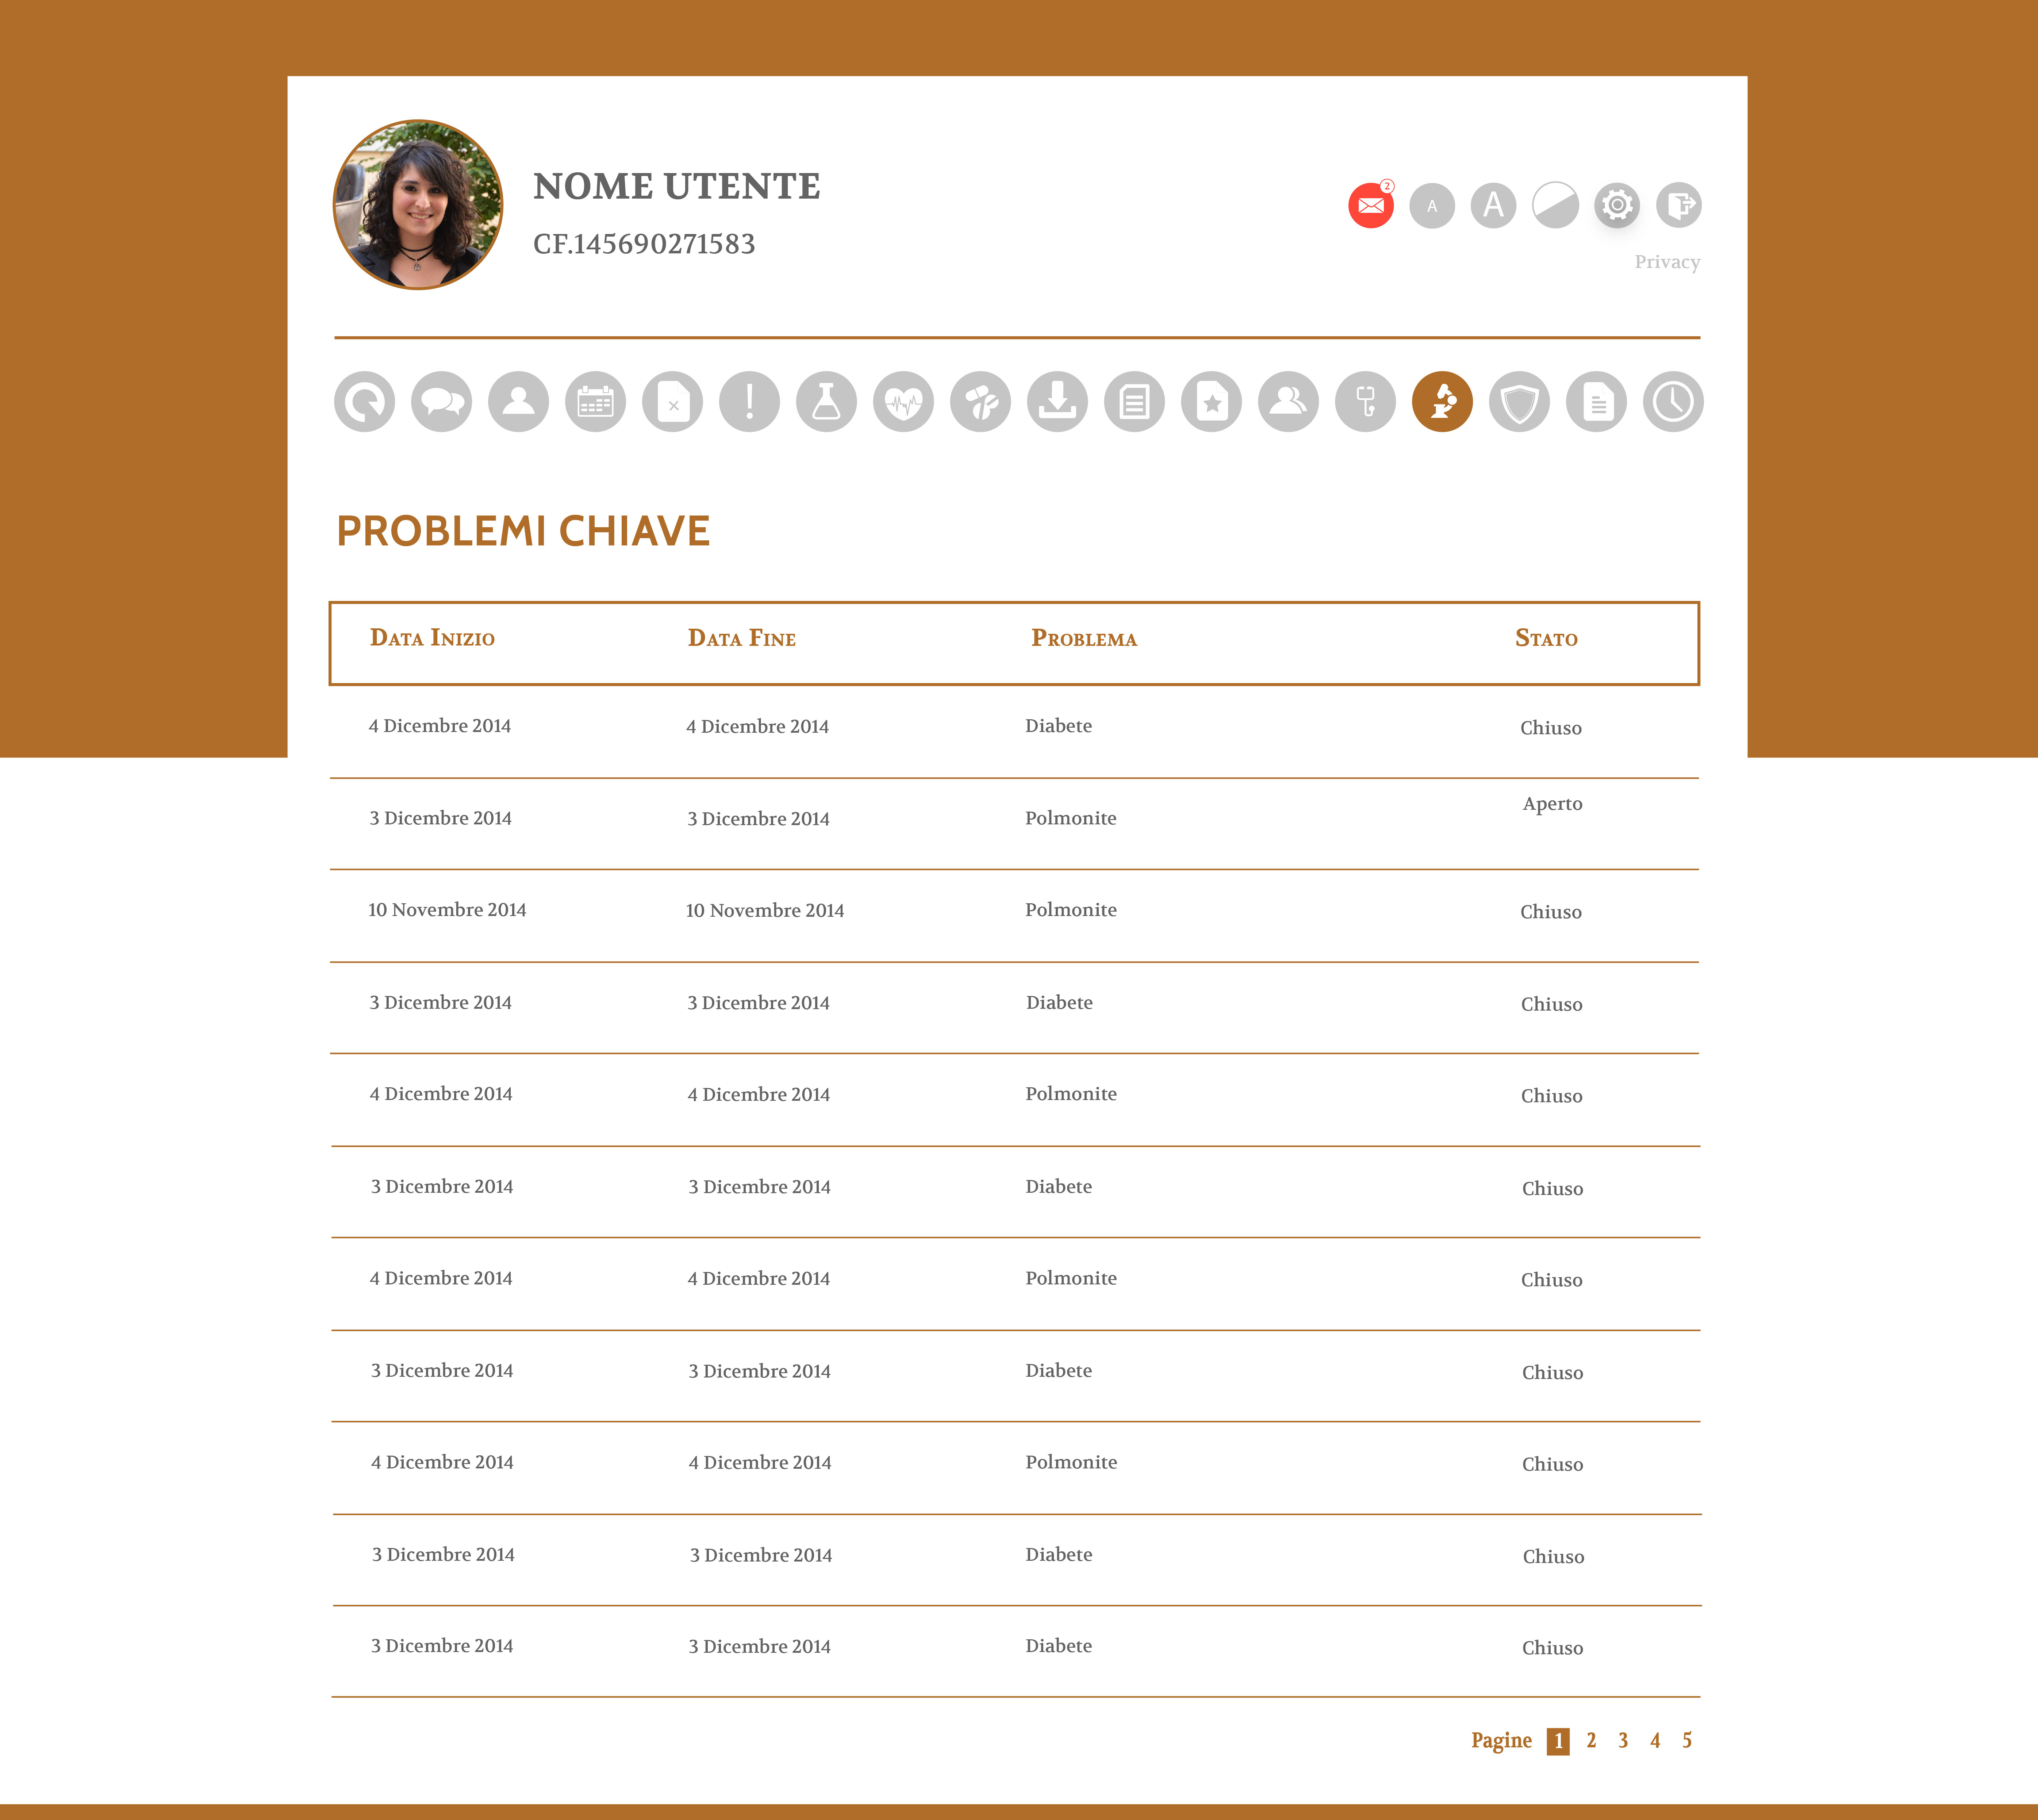 2
NOME UTENTE
A A
CF.145690271583
Privacy
PROBLEMI CHIAVE
Data Inizio Data Fine Problema Stato
4 Dicembre 2014 4 Dicembre 2014 Diabete Chiuso
3 Dicembre 2014 3 Dicembre 2014 Polmonite Aperto
10 Novembre 2014 10 Novembre 2014 Polmonite Chiuso
3 Dicembre 2014 3 Dicembre 2014 Diabete Chiuso
4 Dicembre 2014 4 Dicembre 2014 Polmonite Chiuso
3 Dicembre 2014 3 Dicembre 2014 Diabete Chiuso
4 Dicembre 2014 4 Dicembre 2014 Polmonite Chiuso
3 Dicembre 2014 3 Dicembre 2014 Diabete Chiuso
4 Dicembre 2014 4 Dicembre 2014 Polmonite Chiuso
3 Dicembre 2014 3 Dicembre 2014 Diabete Chiuso
3 Dicembre 2014 3 Dicembre 2014 Diabete Chiuso
Pagine 1 2 3 4 5